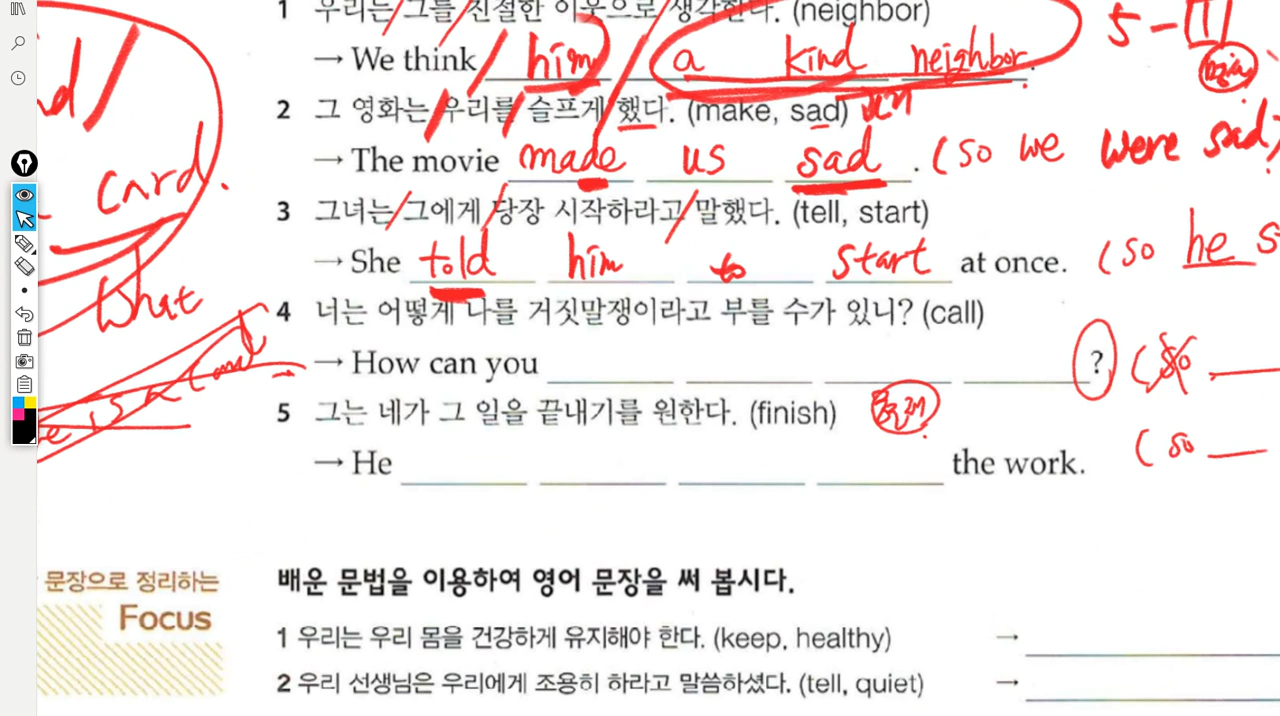 1 우리는 그를 친절한 이웃으로 생각한다. (neighbor) 5 - [1]
→ We think him a kind neighbor.
2 그 영화는 우리를 슬프게 했다. (make, sad)
→ The movie made us sad. (so we were sad)
card.
3 그녀는 그에게 당장 시작하라고 말했다. (tell, start)
→ She told him to start at once. (so he s
what
4 너는 어떻게 나를 거짓말쟁이라고 부를 수가 있니? (call)
→ How can you ? (so
5 그는 네가 그 일을 끝내기를 원한다. (finish)
→ He the work. (so
문장으로 정리하는
Focus
배운 문법을 이용하여 영어 문장을 써 봅시다.
1 우리는 우리 몸을 건강하게 유지해야 한다. (keep, healthy) →
2 우리 선생님은 우리에게 조용히 하라고 말씀하셨다. (tell, quiet) →